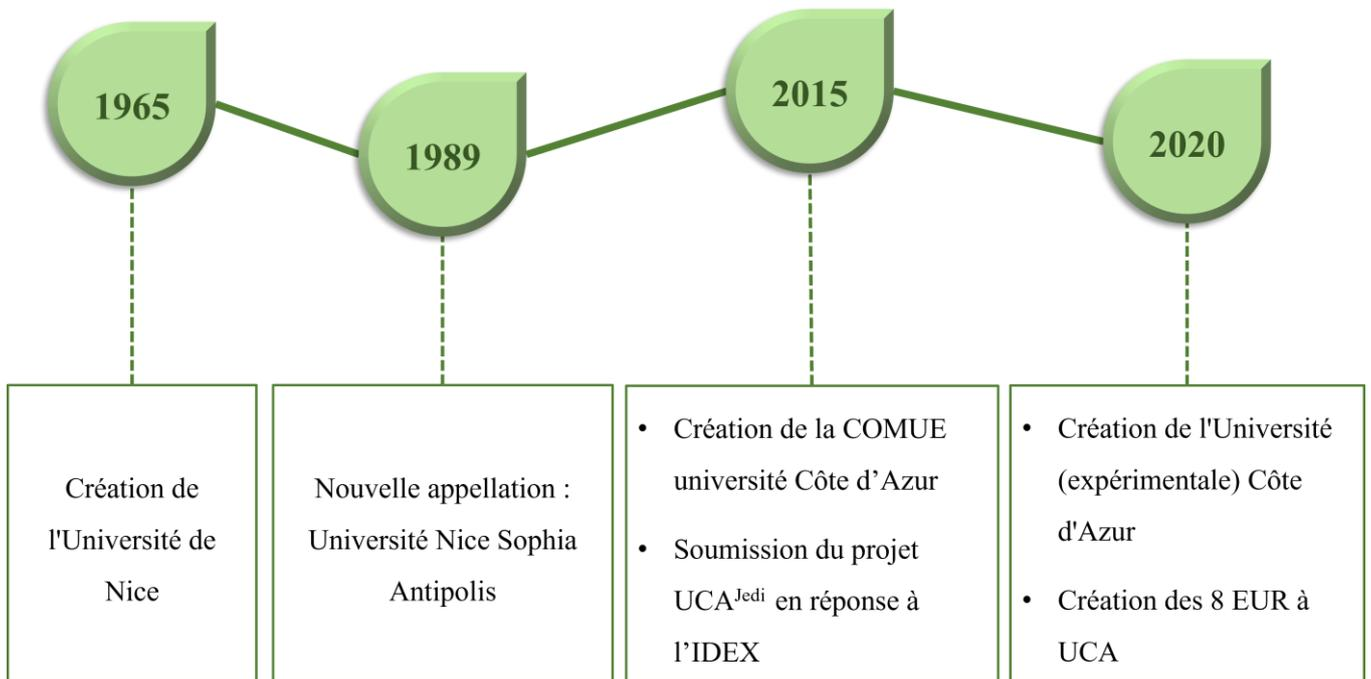 1965
1989
2015
2020
Création de
l'Université de
Nice
Nouvelle appellation :
Université Nice Sophia
Antipolis
• Création de la COMUE
université Côte d’Azur
• Soumission du projet
UCAJedi en réponse à
l’IDEX
• Création de l'Université
(expérimentale) Côte
d'Azur
• Création des 8 EUR à
UCA